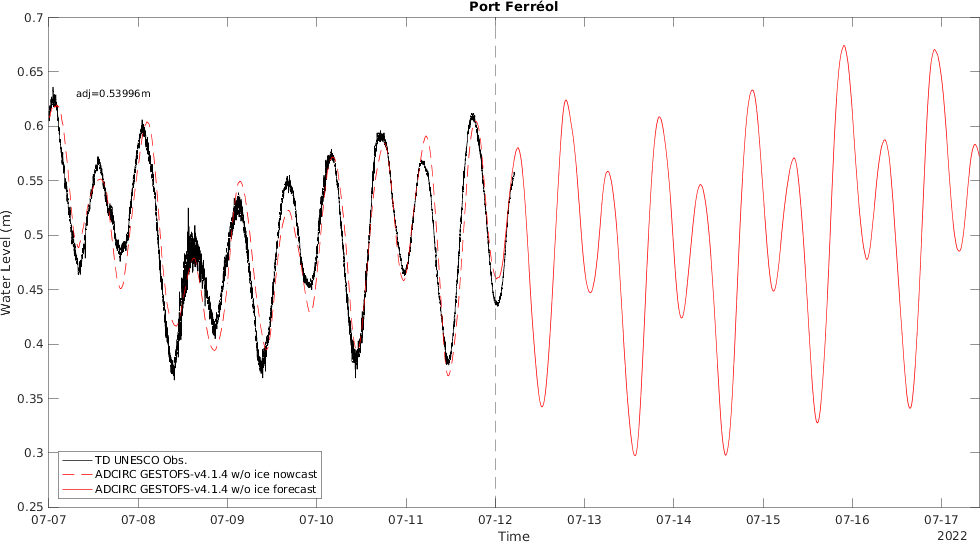 Port Ferréol
0.7
0.65
adj=0.53996m
0.6
0.55
0.5
0.45
0.4
0.35
0.3
0.25
Water Level (m)
TD UNESCO Obs.
ADCIRC GESTOFS-v4.1.4 w/o ice nowcast
ADCIRC GESTOFS-v4.1.4 w/o ice forecast
07-07 07-08 07-09 07-10 07-11 07-12 07-13 07-14 07-15 07-16 07-17
Time
2022